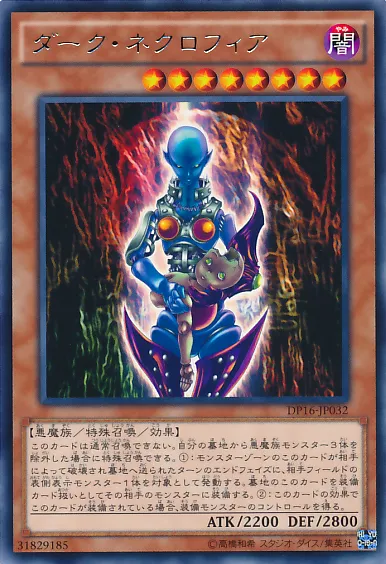 ダーク・ネクロフィア
闇
DP16-JP032
【悪魔族／特殊召喚／効果】
このカードは通常召喚できない。自分の墓地から悪魔族モンスター３体を
除外した場合に特殊召喚できる。①：モンスターゾーンのこのカードが相手
によって破壊され墓地へ送られたターンのエンドフェイズに、相手フィールドの
表側表示モンスター1体を対象として発動する。墓地のこのカードを装備
カード扱いとしてその相手のモンスターに装備する。②：このカードの効果で
このカードが装備されている場合、装備モンスターのコントロールを得る。
ATK/2200 DEF/2800
31829185
©高橋和希 スタジオ・ダイス/集英社